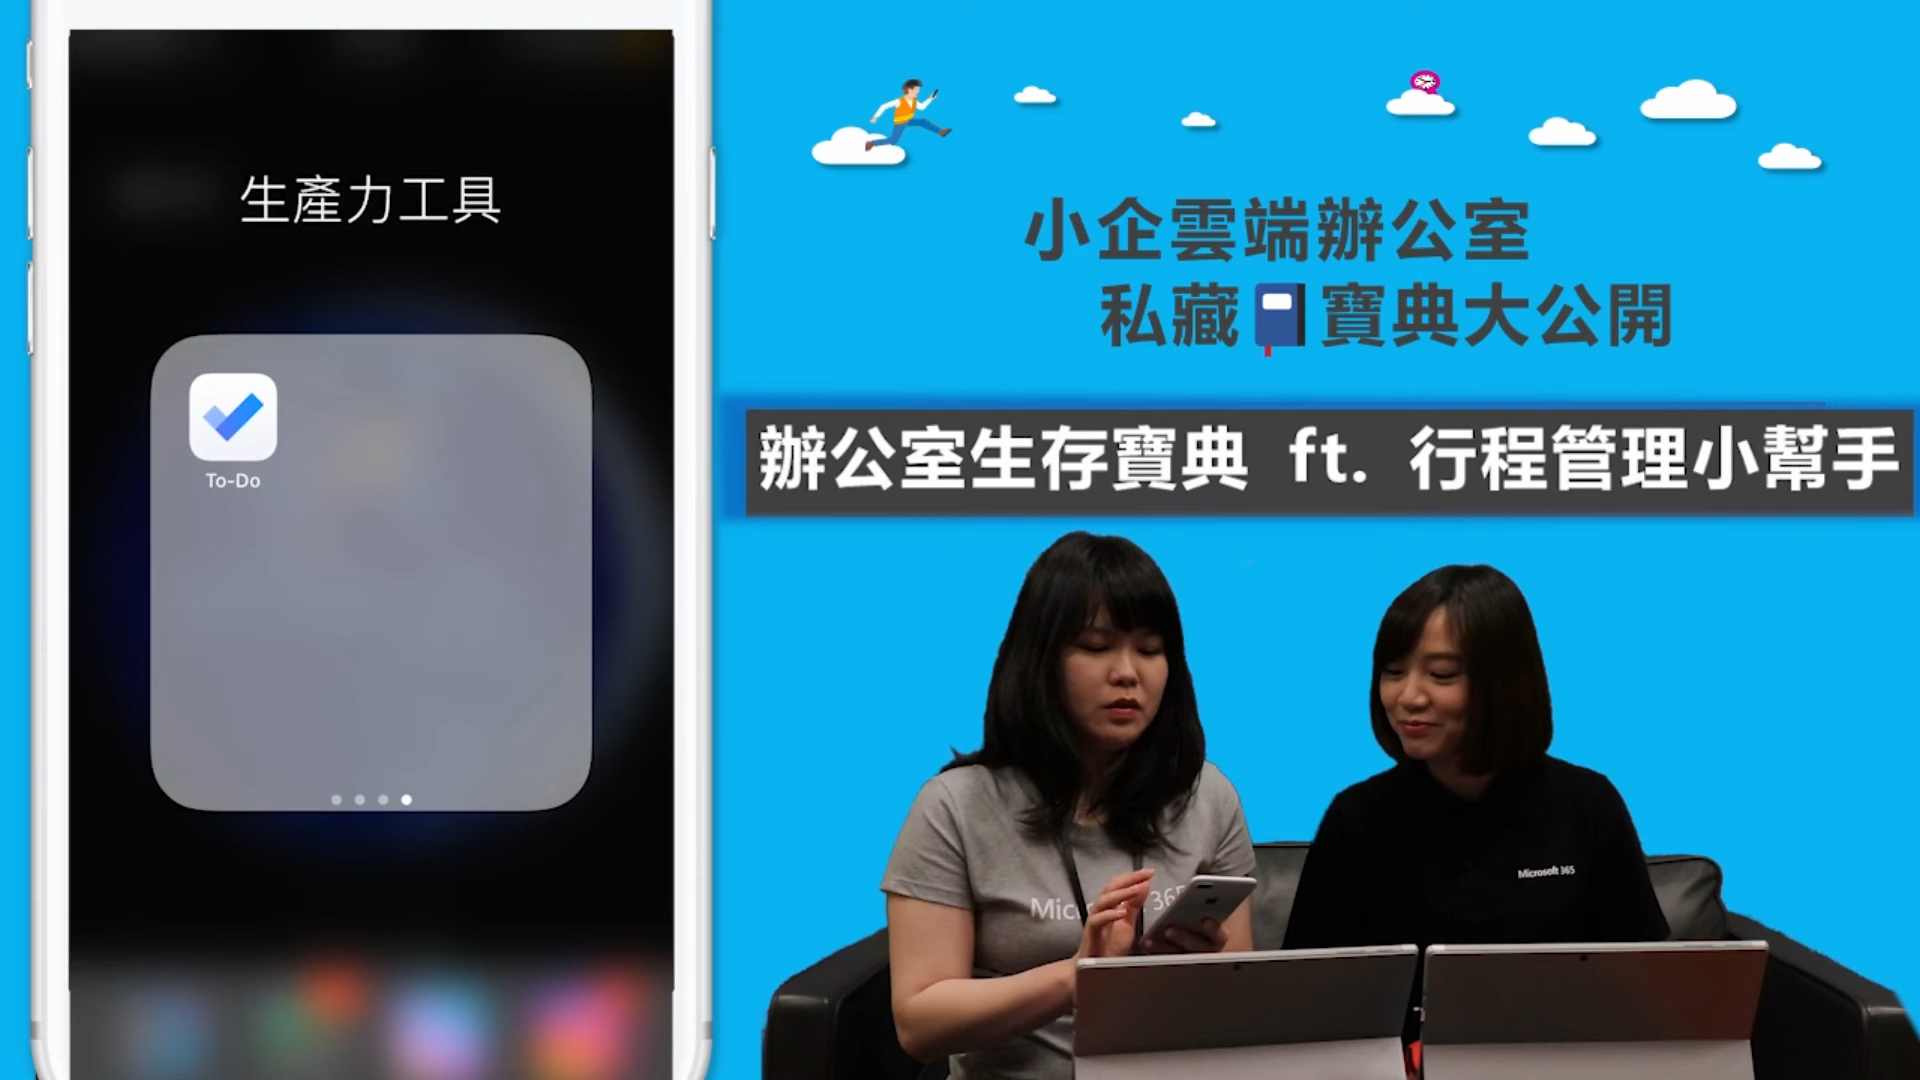 生產力工具
To-Do
小企雲端辦公室
私藏寶典大公開
辦公室生存寶典 ft. 行程管理小幫手
Microsoft 365